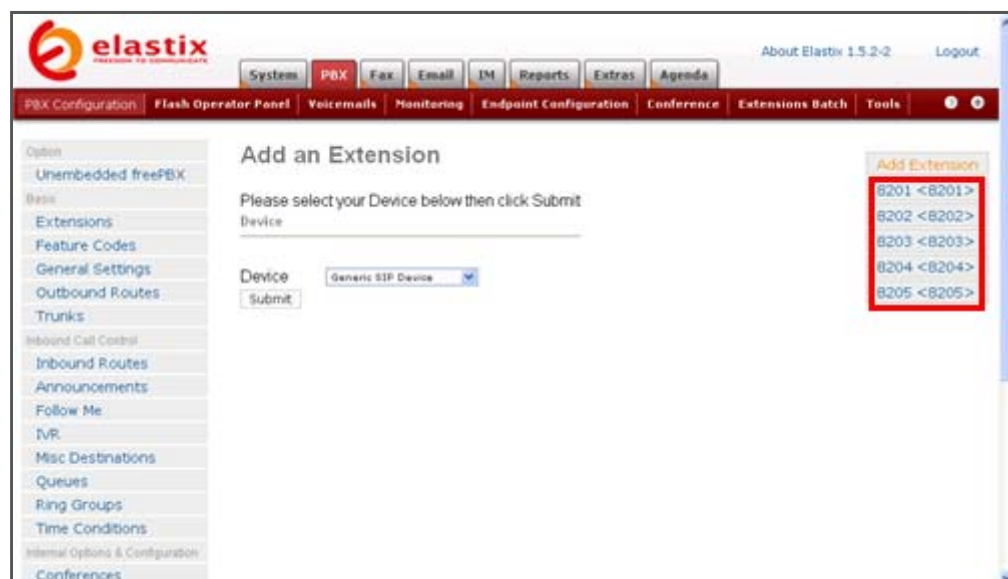 elastix
FREEDOM TO COMMUNICATE
About Elastix 1.5.2-2
Logout
System
PBX
Fax
Email
IM
Reports
Extras
Agenda
PBX Configuration
Flash Operator Panel
Voicemails
Monitoring
Endpoint Configuration
Conference
Extensions Batch
Tools
Option
Unembedded freePBX
Basic
Extensions
Feature Codes
General Settings
Outbound Routes
Trunks
Inbound Call Control
Inbound Routes
Announcements
Follow Me
IVR
Misc Destinations
Queues
Ring Groups
Time Conditions
Internal Options & Configuration
Conferences
Add an Extension
Please select your Device below then click Submit
Device
Device
Generic SIP Device
Submit
Add Extension
8201 <8201>
8202 <8202>
8203 <8203>
8204 <8204>
8205 <8205>